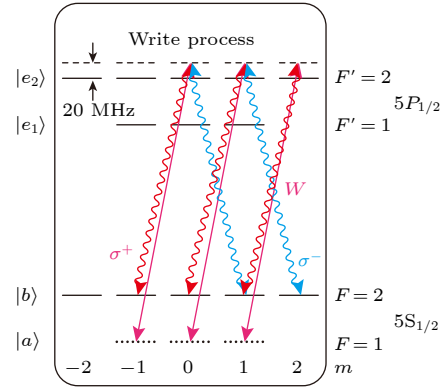 Write process
|e₂⟩ F′ = 2
20 MHz 5P₁/₂
|e₁⟩ F′ = 1
W
σ⁺ σ⁻
|b⟩ F = 2
5S₁/₂
|a⟩ F = 1
−2 −1 0 1 2 m